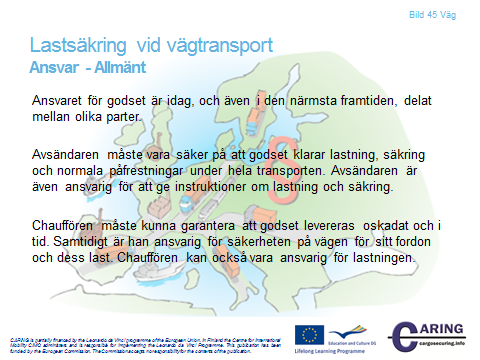 Bild 45 Väg
Lastsäkring vid vägtransport
Ansvar - Allmänt
Ansvaret för godset är idag, och även i den närmsta framtiden, delat
mellan olika parter.
Avsändaren måste vara säker på att godset klarar lastning, säkring
och normala påfrestningar under hela transporten. Avsändaren är
även ansvarig för att ge instruktioner om lastning och säkring.
Chauffören måste kunna garantera att godset levereras oskadat och i
tid. Samtidigt är han ansvarig för säkerheten på vägen för sitt fordon
och dess last. Chauffören kan också vara ansvarig för lastningen.
CARING is partially financed by the Leonardo da Vinci programme of the European Union. In Finland the Centre for International
Mobility CIMO administers and is responsible for implementing the Leonardo da Vinci Programme. This publication has been
funded by the European Commission. The Commission accepts no responsibility for the contents of the publication.
Education and Culture DG
Lifelong Learning Programme
CARING
cargosecuring.info